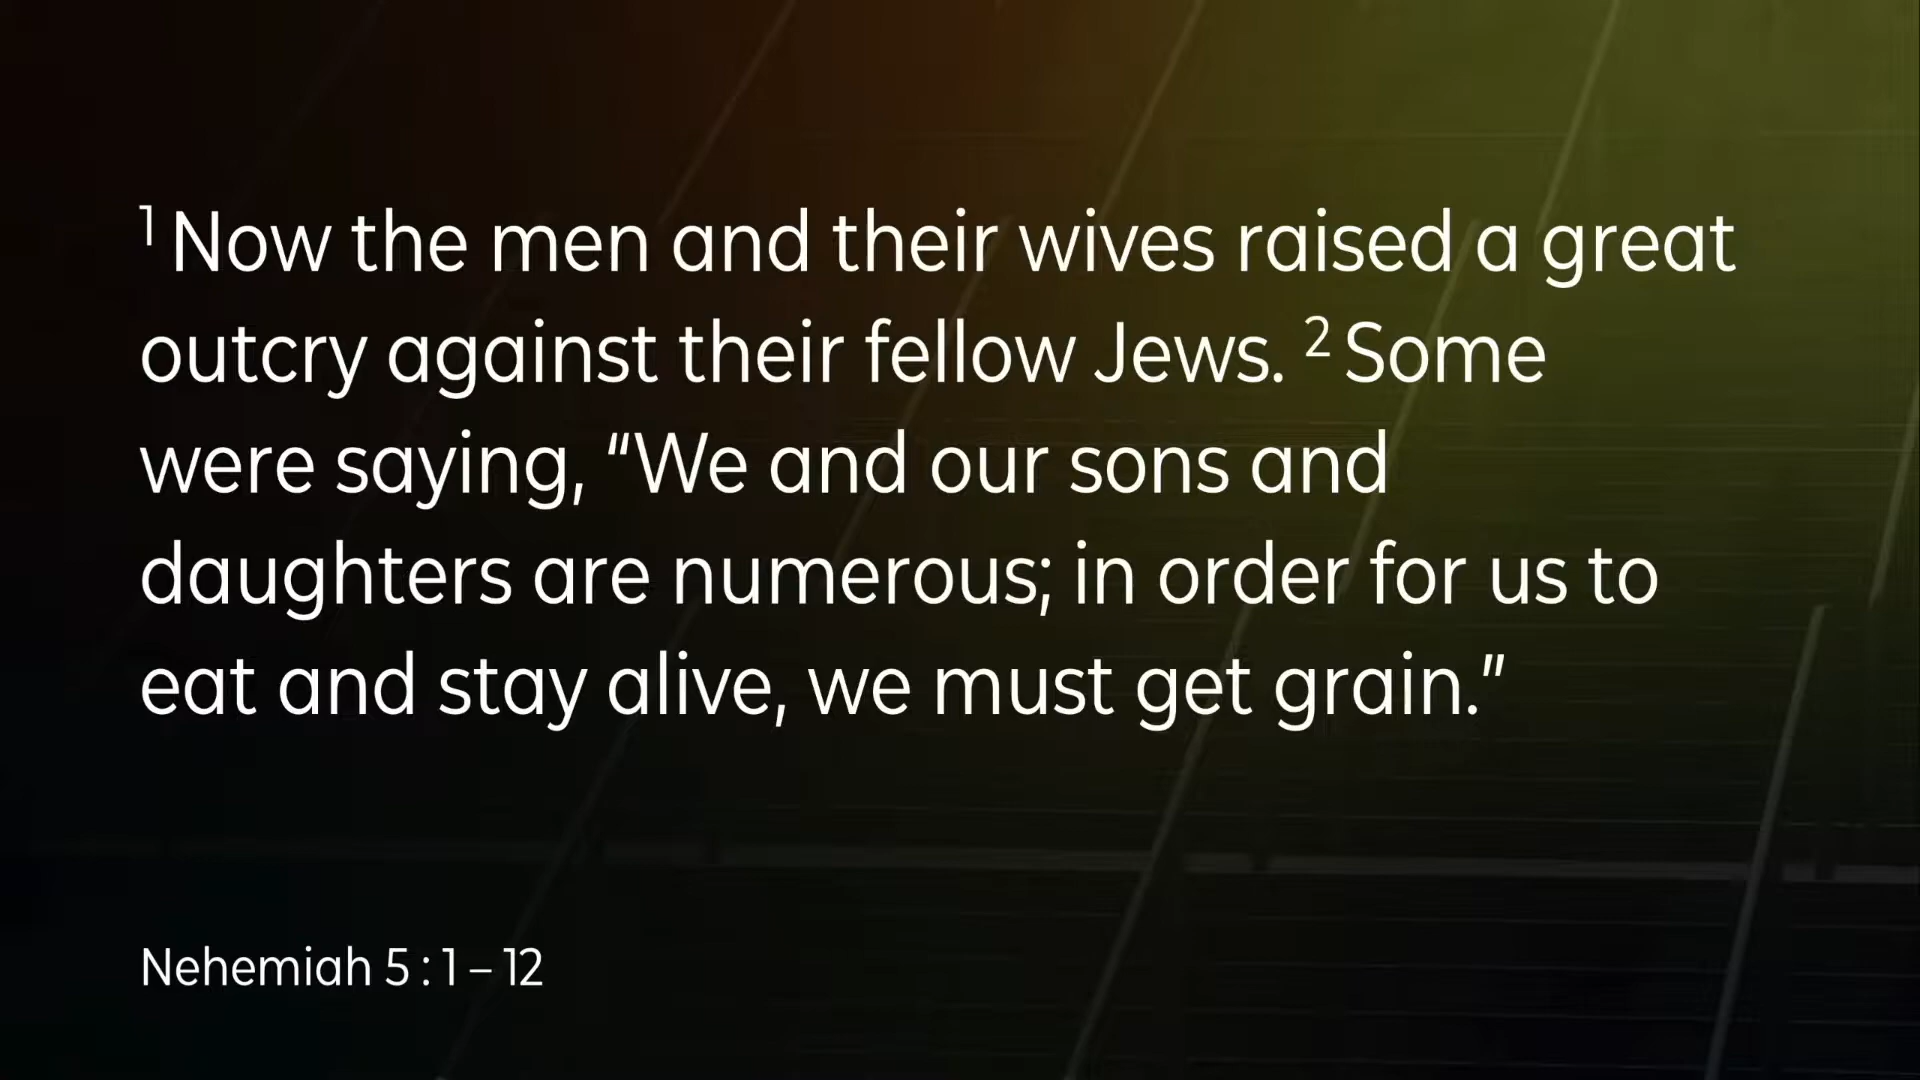 1 Now the men and their wives raised a great
outcry against their fellow Jews. 2 Some
were saying, “We and our sons and
daughters are numerous; in order for us to
eat and stay alive, we must get grain.”
Nehemiah 5 : 1 – 12